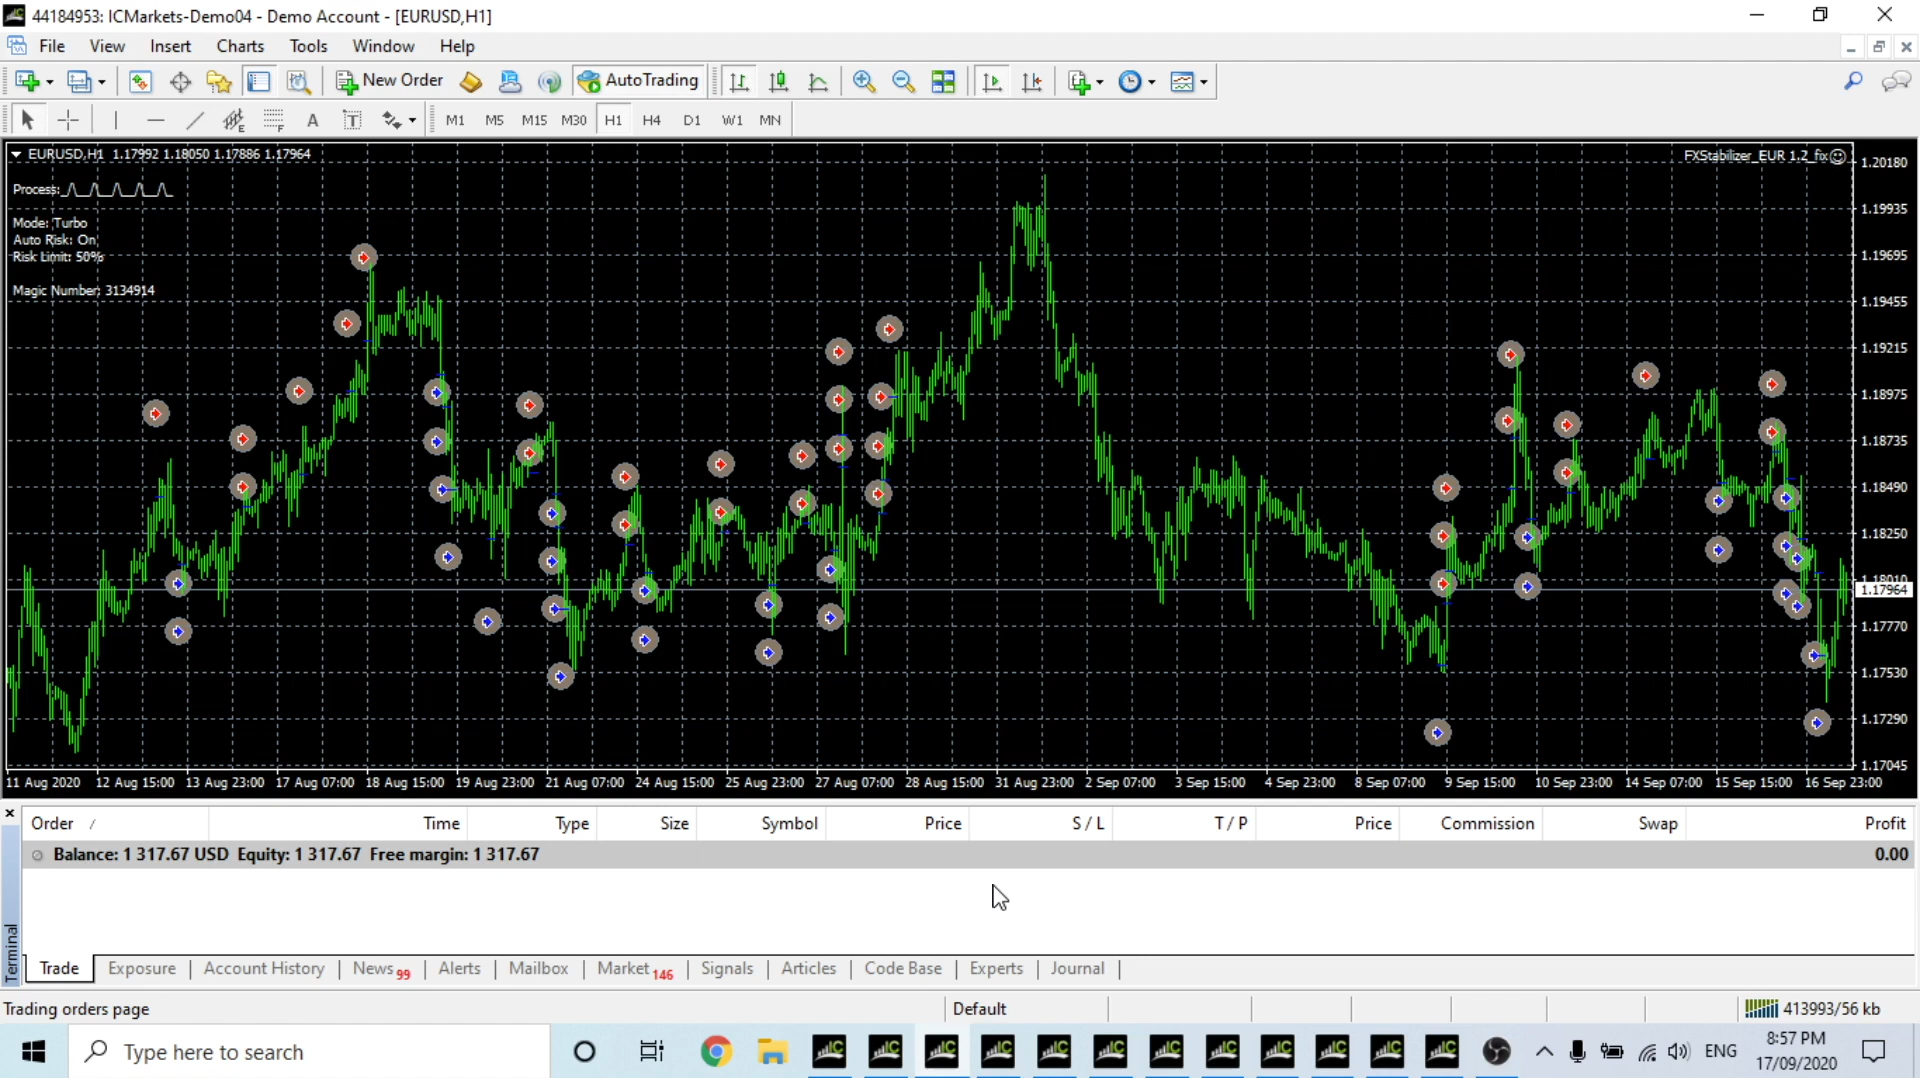 44184953: ICMarkets-Demo04 - Demo Account - [EURUSD,H1]
File View Insert Charts Tools Window Help
New Order AutoTrading
A T M1 M5 M15 M30 H1 H4 D1 W1 MN
EURUSD,H1 1.17992 1.18050 1.17886 1.17964
FXStabilizer_EUR 1.2_fix
Process:
Mode: Turbo
Auto Risk: On
Risk Limit: 50%
Magic Number: 3134914
1.20180
1.19935
1.19695
1.19455
1.19215
1.18975
1.18735
1.18490
1.18250
1.18010
1.17964
1.17770
1.17530
1.17290
1.17045
11 Aug 2020 12 Aug 15:00 13 Aug 23:00 17 Aug 07:00 18 Aug 15:00 19 Aug 23:00 21 Aug 07:00 24 Aug 15:00 25 Aug 23:00 27 Aug 07:00 28 Aug 15:00 31 Aug 23:00 2 Sep 07:00 3 Sep 15:00 4 Sep 23:00 8 Sep 07:00 9 Sep 15:00 10 Sep 23:00 14 Sep 07:00 15 Sep 15:00 16 Sep 23:00
Order / Time Type Size Symbol Price S / L T / P Price Commission Swap Profit
Balance: 1 317.67 USD Equity: 1 317.67 Free margin: 1 317.67 0.00
Terminal
Trade Exposure Account History News 99 Alerts Mailbox Market 146 Signals Articles Code Base Experts Journal
Trading orders page Default 413993/56 kb
Type here to search
ENG
8:57 PM
17/09/2020